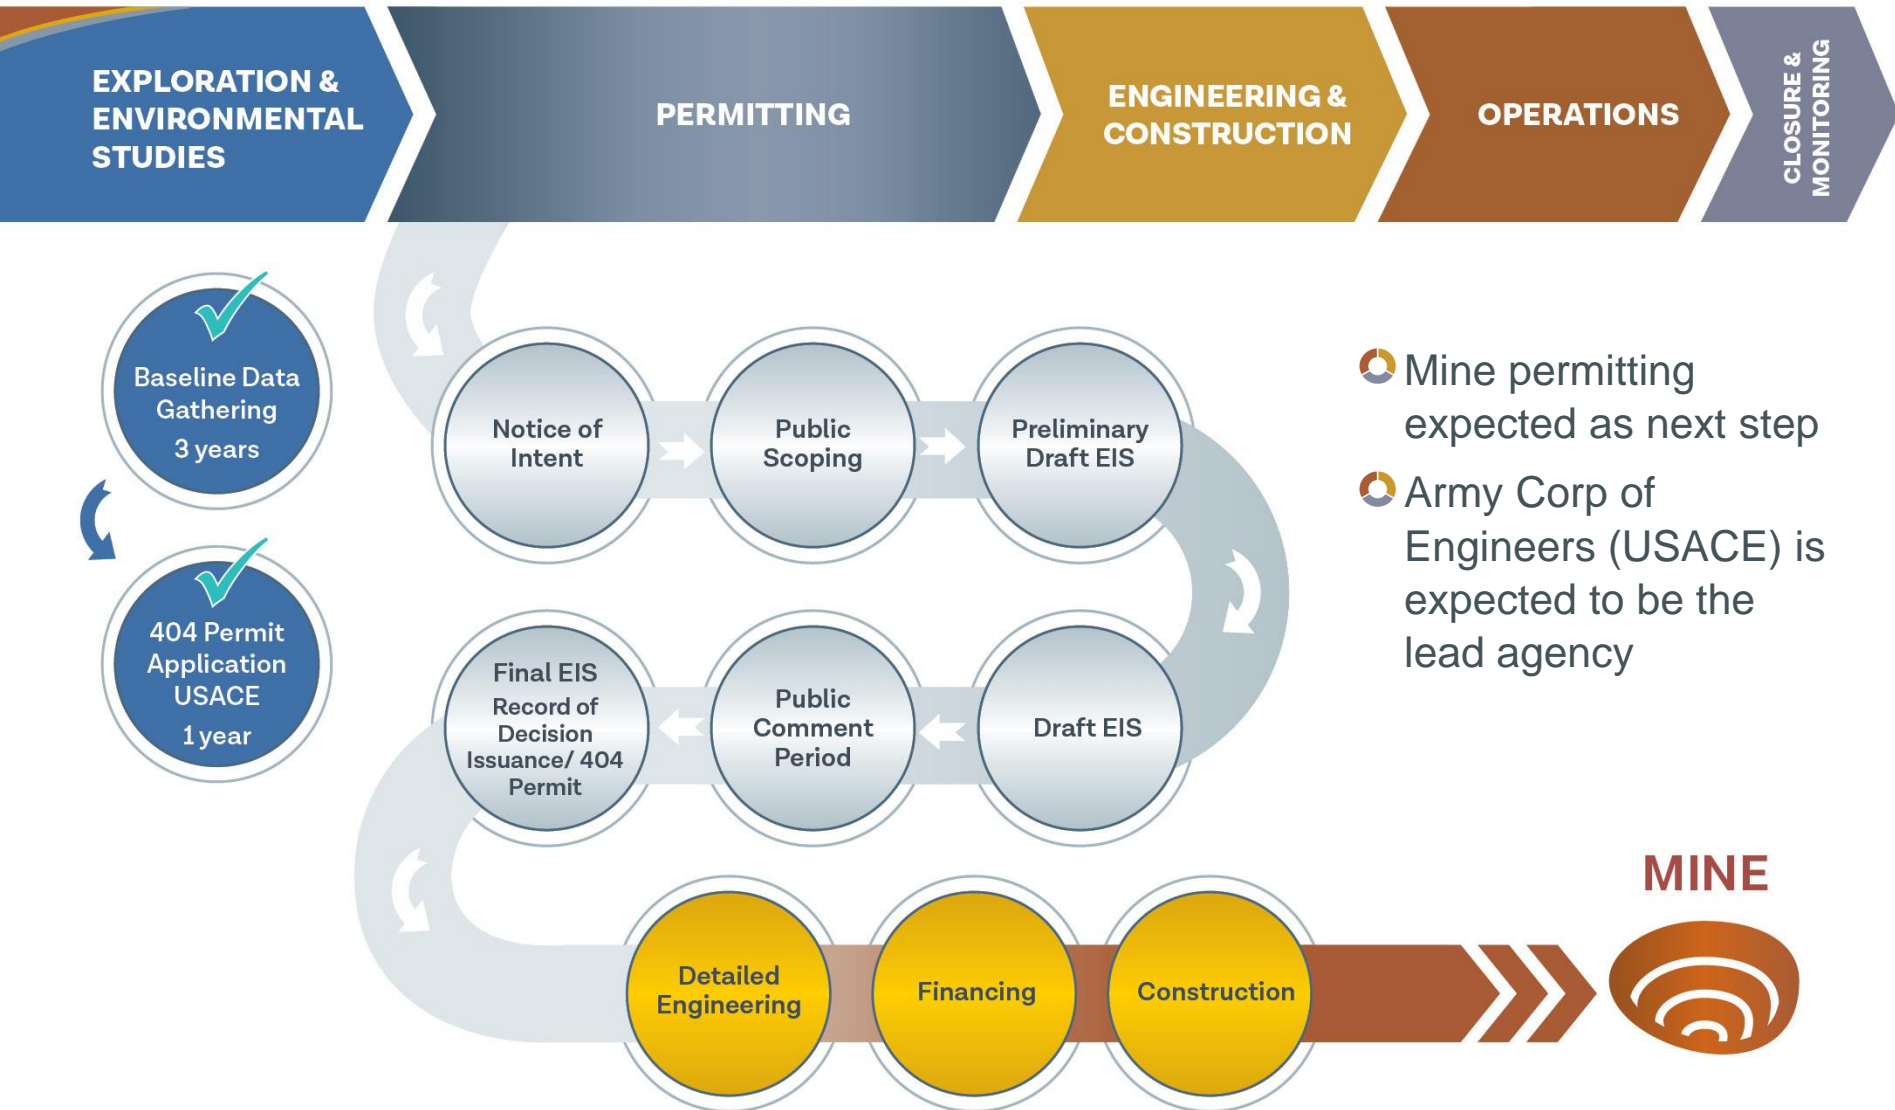 EXPLORATION &
ENVIRONMENTAL
STUDIES
PERMITTING
ENGINEERING &
CONSTRUCTION
OPERATIONS
CLOSURE &
MONITORING
Baseline Data
Gathering
3 years
404 Permit
Application
USACE
1 year
Notice of
Intent
Public
Scoping
Preliminary
Draft EIS
Draft EIS
Public
Comment
Period
Final EIS
Record of
Decision
Issuance/ 404
Permit
Detailed
Engineering
Financing
Construction
MINE
Mine permitting
expected as next step
Army Corp of
Engineers (USACE) is
expected to be the
lead agency